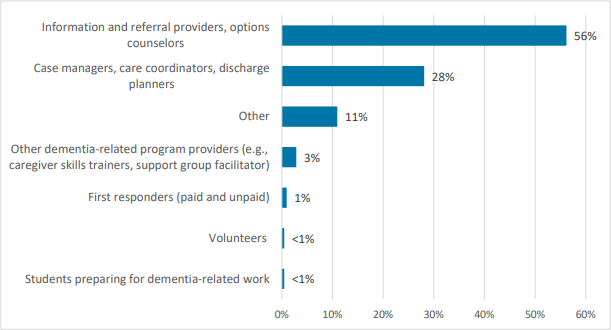 Information and referral providers, options
counselors
56%
Case managers, care coordinators, discharge
planners
28%
Other
11%
Other dementia-related program providers (e.g.,
caregiver skills trainers, support group facilitator)
3%
First responders (paid and unpaid)
1%
Volunteers
<1%
Students preparing for dementia-related work
<1%
0% 10% 20% 30% 40% 50% 60%